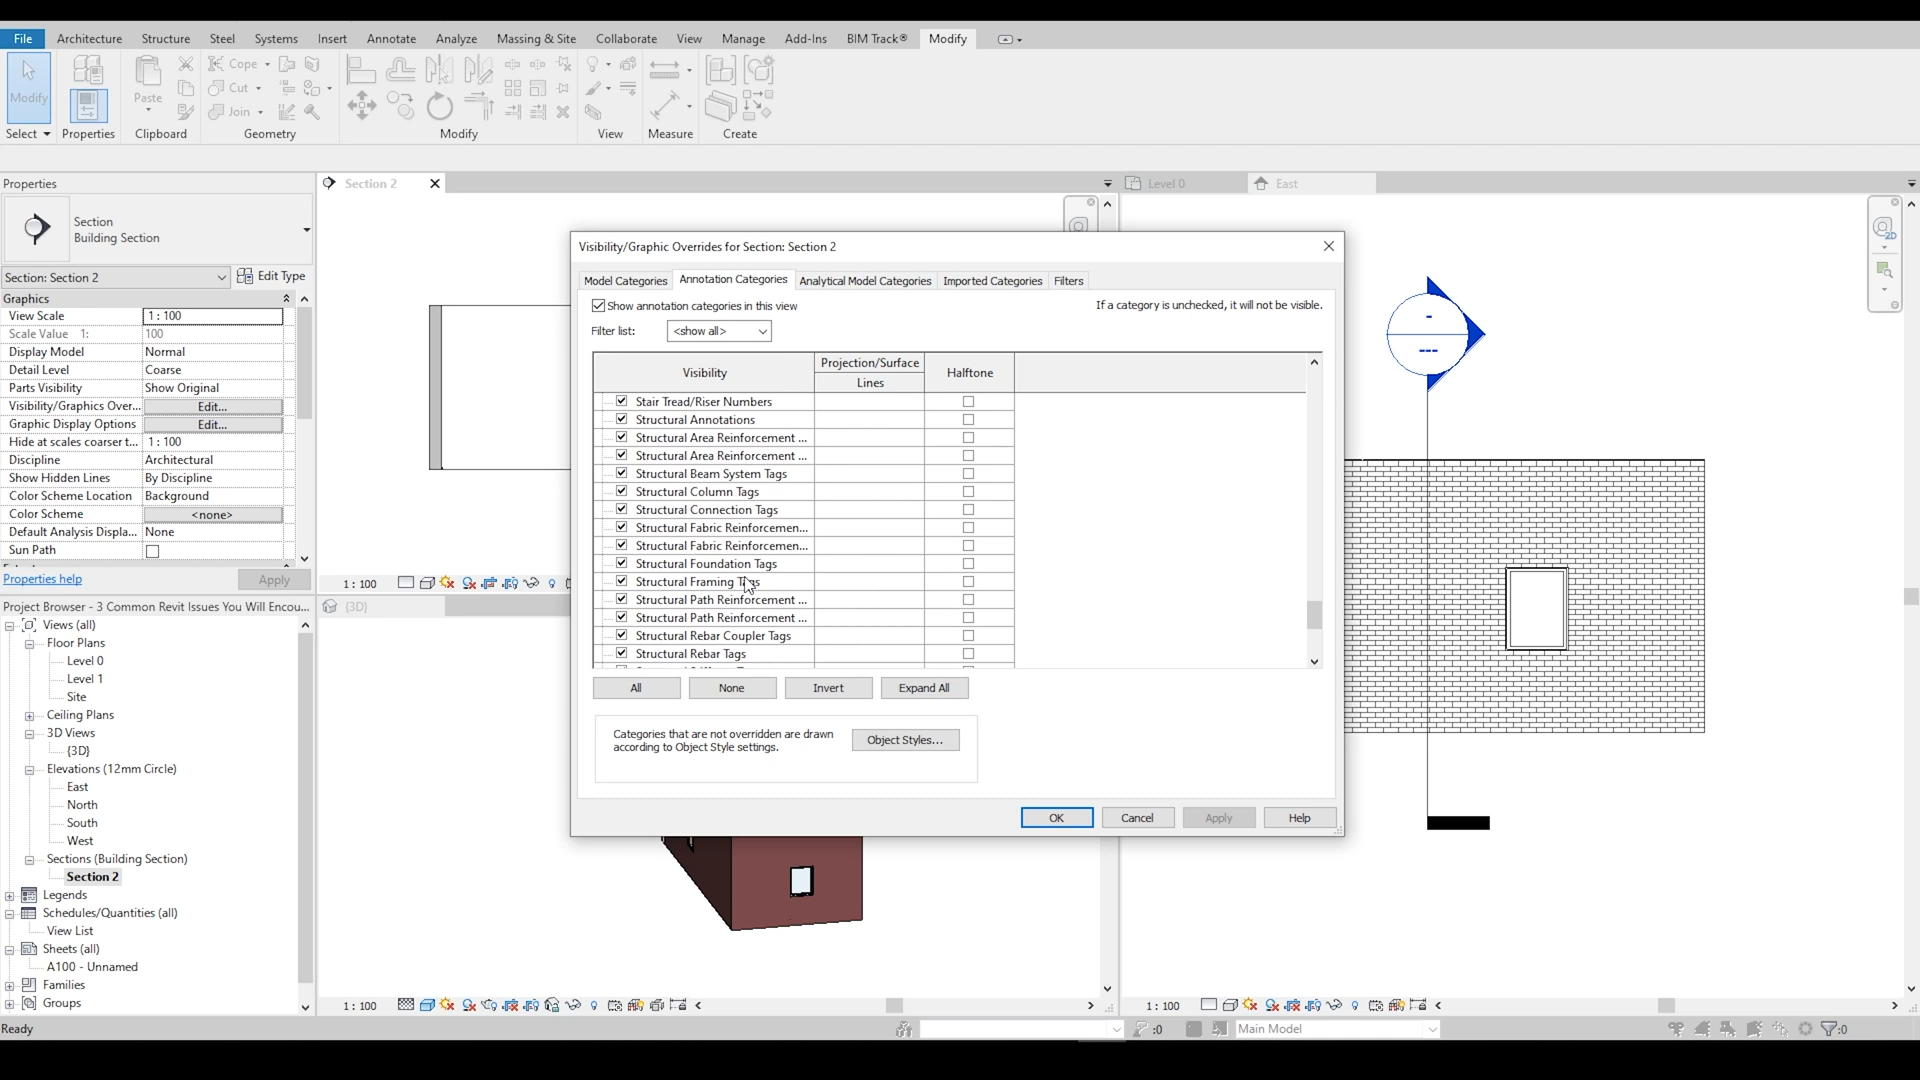 File Architecture Structure Steel Systems Insert Annotate Analyze Massing & Site Collaborate View Manage Add-Ins BIM Track® Modify
Modify
Paste
Cope
Cut
Join
Select Properties Clipboard Geometry Modify View Measure Create
Properties
Section 2
Level 0
East
Section
Building Section
Section: Section 2
Edit Type
Graphics
View Scale 1 : 100
Scale Value 1: 100
Display Model Normal
Detail Level Coarse
Parts Visibility Show Original
Visibility/Graphics Over... Edit...
Graphic Display Options Edit...
Hide at scales coarser t... 1 : 100
Discipline Architectural
Show Hidden Lines By Discipline
Color Scheme Location Background
Color Scheme <none>
Default Analysis Displa... None
Sun Path
Properties help
Apply
Project Browser - 3 Common Revit Issues You Will Encou...
Views (all)
Floor Plans
Level 0
Level 1
Site
Ceiling Plans
3D Views
{3D}
Elevations (12mm Circle)
East
North
South
West
Sections (Building Section)
Section 2
Legends
Schedules/Quantities (all)
View List
Sheets (all)
A100 - Unnamed
Families
Groups
Ready
Visibility/Graphic Overrides for Section: Section 2
Model Categories Annotation Categories Analytical Model Categories Imported Categories Filters
Show annotation categories in this view
If a category is unchecked, it will not be visible.
Filter list: <show all>
Visibility
Projection/Surface
Lines
Halftone
Stair Tread/Riser Numbers
Structural Annotations
Structural Area Reinforcement ...
Structural Area Reinforcement ...
Structural Beam System Tags
Structural Column Tags
Structural Connection Tags
Structural Fabric Reinforcemen...
Structural Fabric Reinforcemen...
Structural Foundation Tags
Structural Framing Tags
Structural Path Reinforcement ...
Structural Path Reinforcement ...
Structural Rebar Coupler Tags
Structural Rebar Tags
All None Invert Expand All
Categories that are not overridden are drawn
according to Object Style settings.
Object Styles...
OK Cancel Apply Help
1 : 100
{3D}
1 : 100
1 : 100
2D
-
---
:0
Main Model
:0